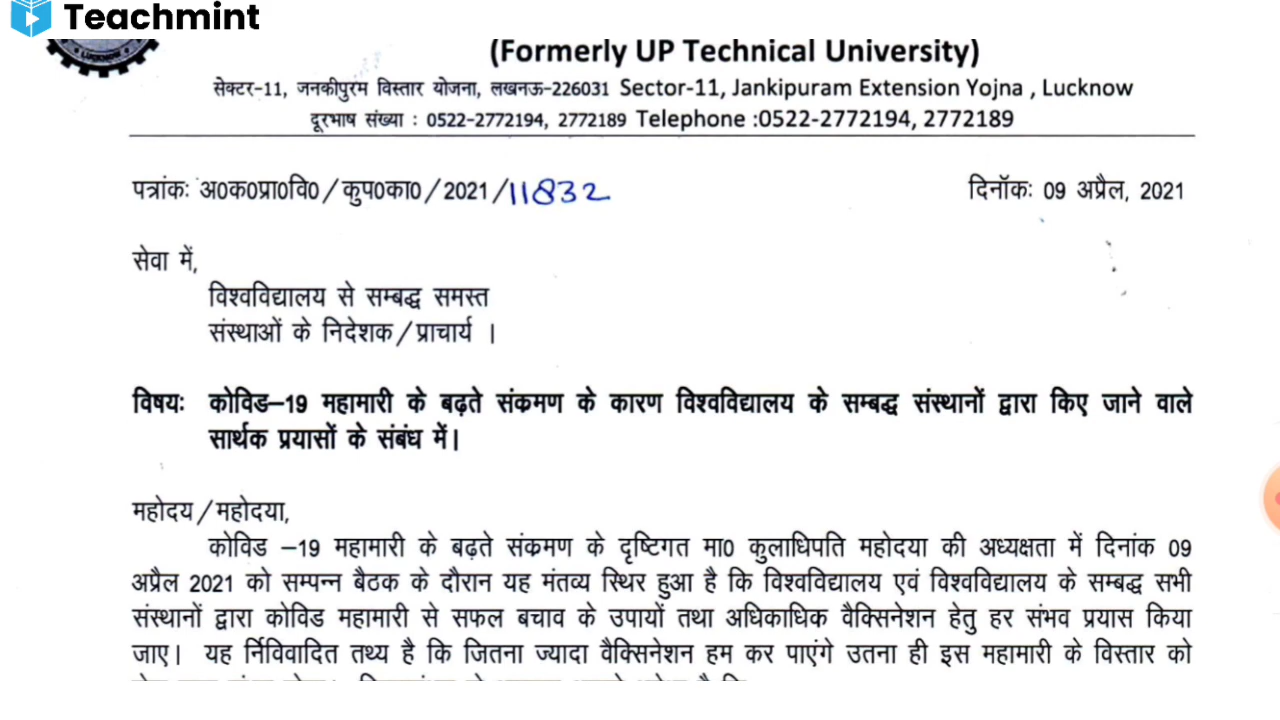 Teachmint
LUCKNOW
(Formerly UP Technical University)
सेक्टर-11, जनकीपुरम विस्तार योजना, लखनऊ-226031 Sector-11, Jankipuram Extension Yojna , Lucknow
दूरभाष संख्या : 0522-2772194, 2772189 Telephone :0522-2772194, 2772189
पत्रांकः अ0क0प्रा0वि0/कुप0का0/2021/11832
दिनॉकः 09 अप्रैल, 2021
सेवा में,
विश्वविद्यालय से सम्बद्ध समस्त
संस्थाओं के निदेशक/प्राचार्य ।
विषयः कोविड–19 महामारी के बढ़ते संक्रमण के कारण विश्वविद्यालय के सम्बद्ध संस्थानों द्वारा किए जाने वाले
सार्थक प्रयासों के संबंध में।
महोदय/महोदया,
कोविड –19 महामारी के बढ़ते संक्रमण के दृष्टिगत मा0 कुलाधिपति महोदया की अध्यक्षता में दिनांक 09
अप्रैल 2021 को सम्पन्न बैठक के दौरान यह मंतव्य स्थिर हुआ है कि विश्वविद्यालय एवं विश्वविद्यालय के सम्बद्ध सभी
संस्थानों द्वारा कोविड महामारी से सफल बचाव के उपायों तथा अधिकाधिक वैक्सिनेशन हेतु हर संभव प्रयास किया
जाए। यह र्निविवादित तथ्य है कि जितना ज्यादा वैक्सिनेशन हम कर पाएंगे उतना ही इस महामारी के विस्तार को